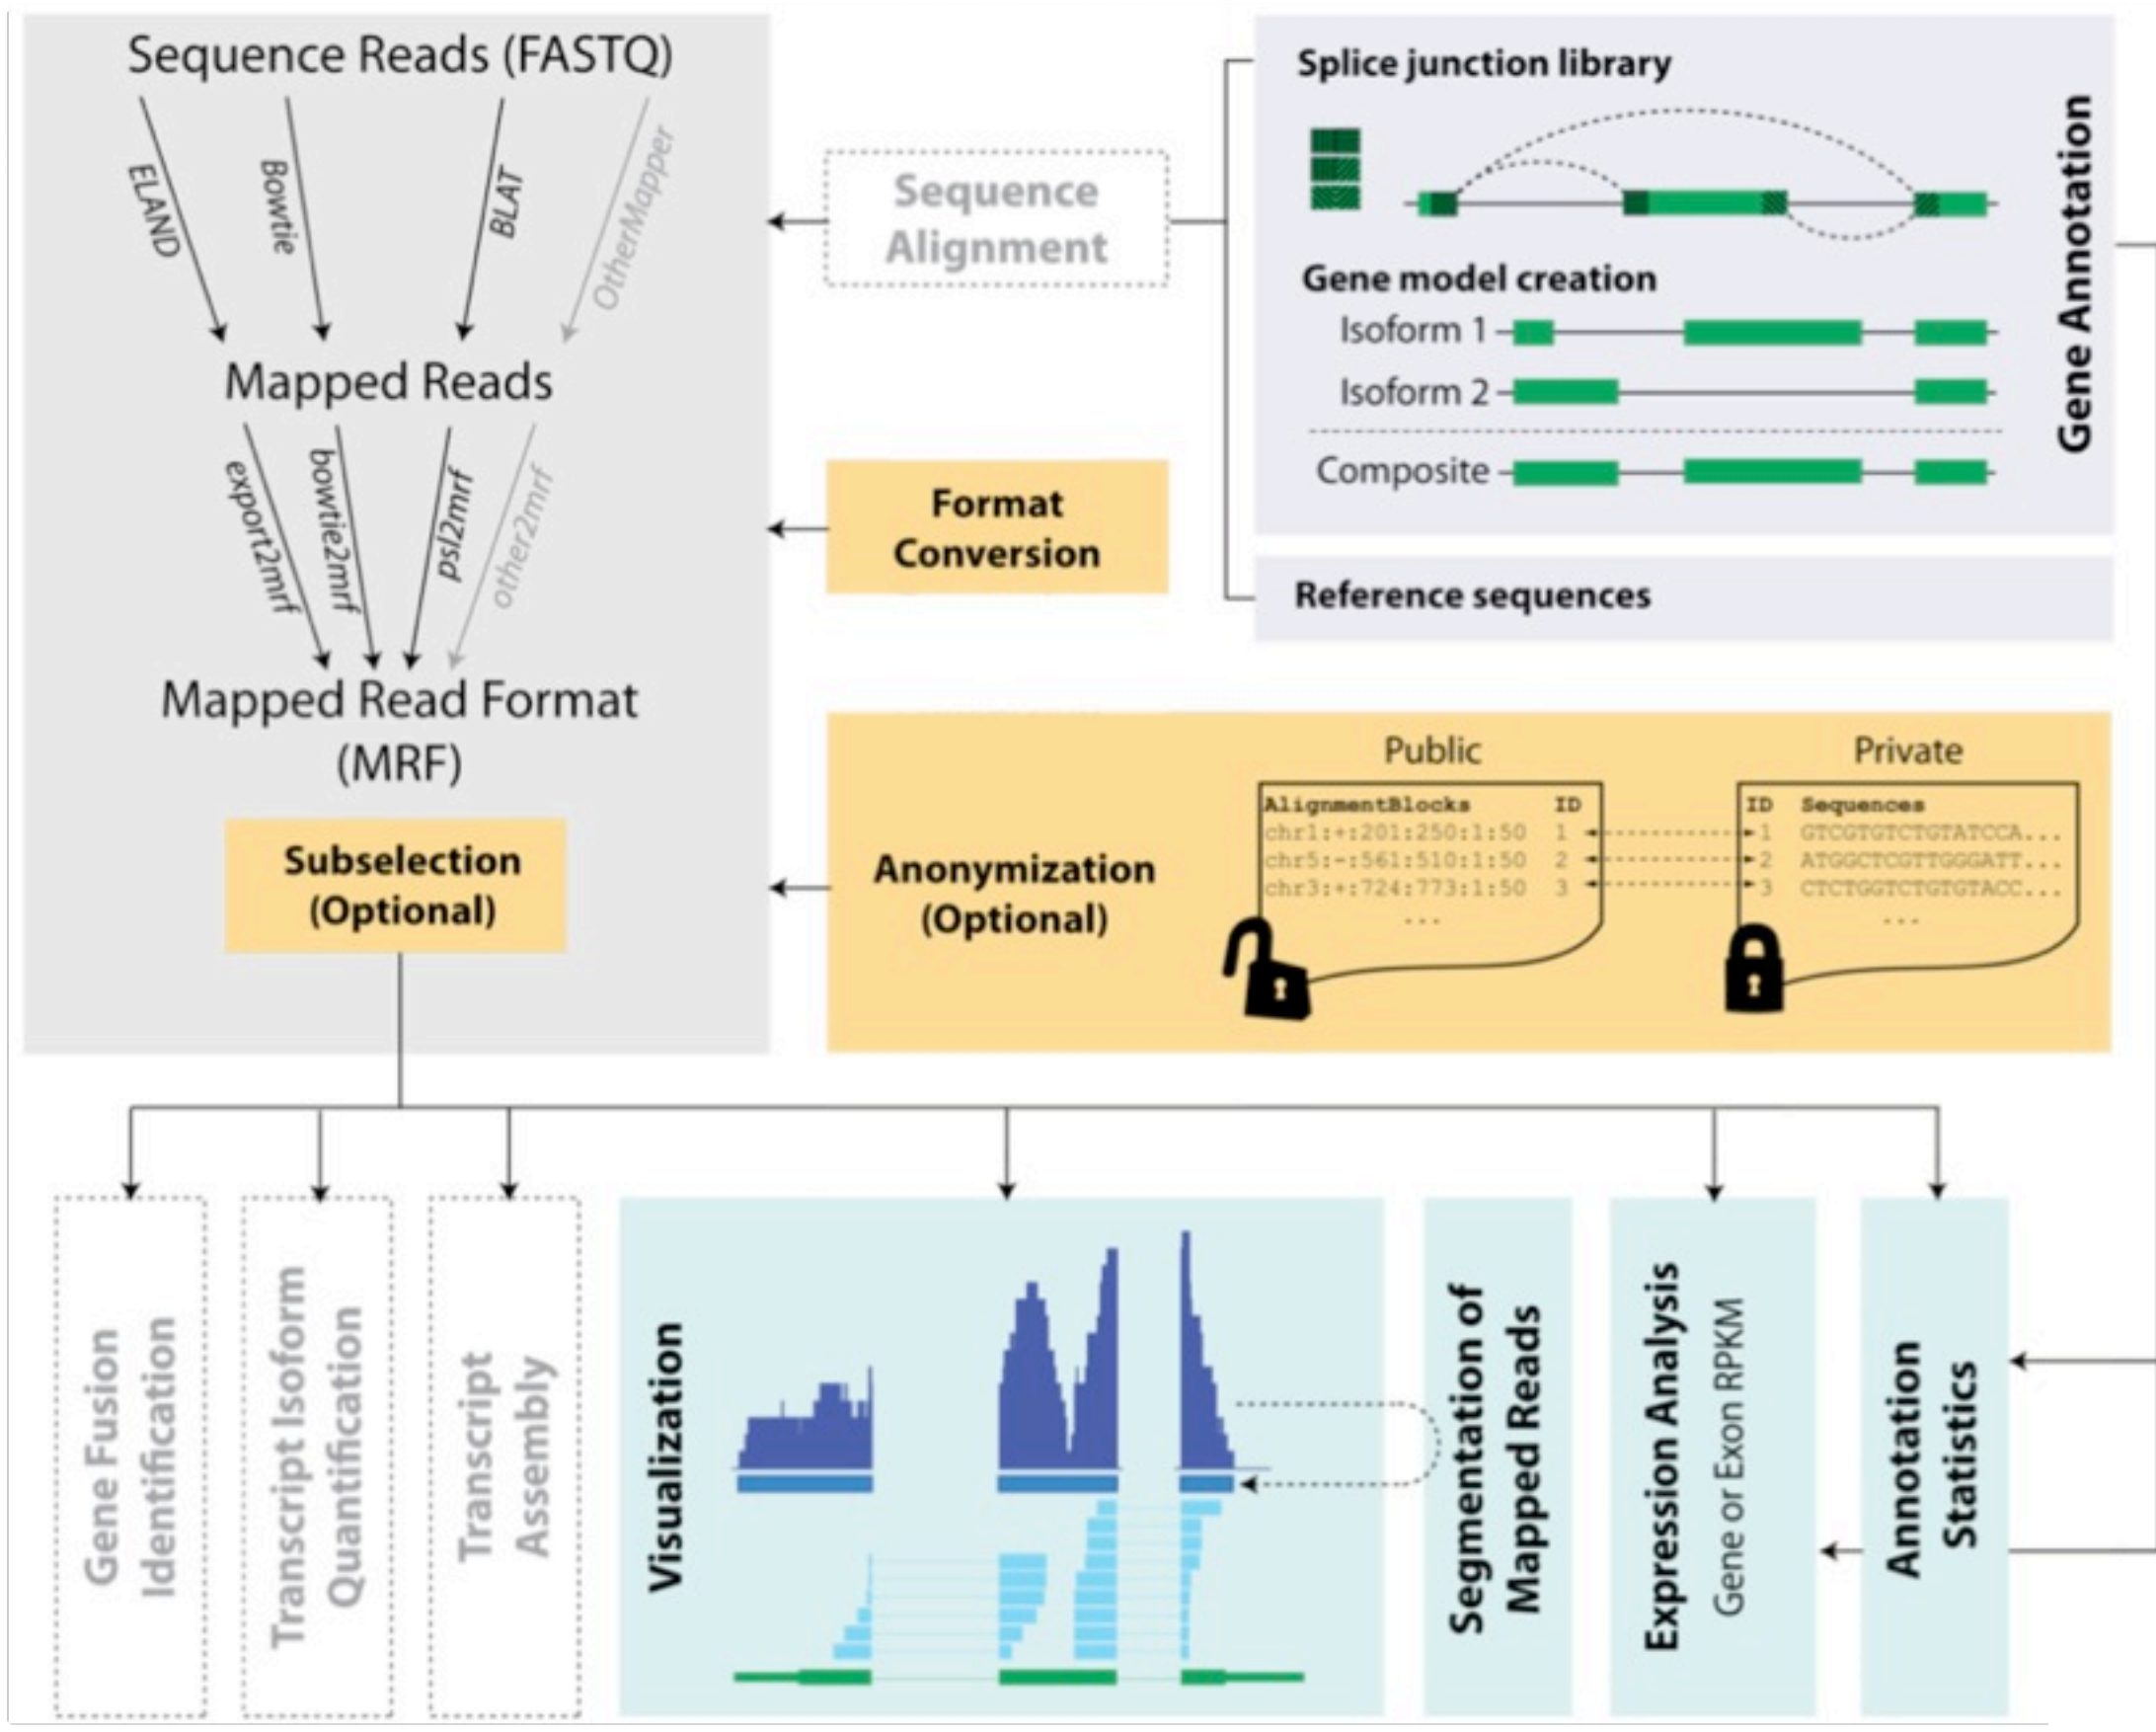 Sequence Reads (FASTQ)
ELAND
Bowtie
BLAT
OtherMapper
Mapped Reads
export2mrf
bowtie2mrf
psl2mrf
other2mrf
Mapped Read Format
(MRF)
Subselection
(Optional)
Sequence
Alignment
Format
Conversion
Splice junction library
Gene model creation
Isoform 1
Isoform 2
Composite
Gene Annotation
Reference sequences
Anonymization
(Optional)
Public
AlignmentBlocks ID
chr1:+:201:250:1:50 1
chr5:-:561:510:1:50 2
chr3:+:724:773:1:50 3
...
Private
ID Sequences
1 GTCGTGTCTGTATCCA...
2 ATGGCTCGTTGGGATT...
3 CTCTGGTCTGTGTACC...
...
Gene Fusion
Identification
Transcript Isoform
Quantification
Transcript
Assembly
Visualization
Segmentation of
Mapped Reads
Expression Analysis
Gene or Exon RPKM
Annotation
Statistics